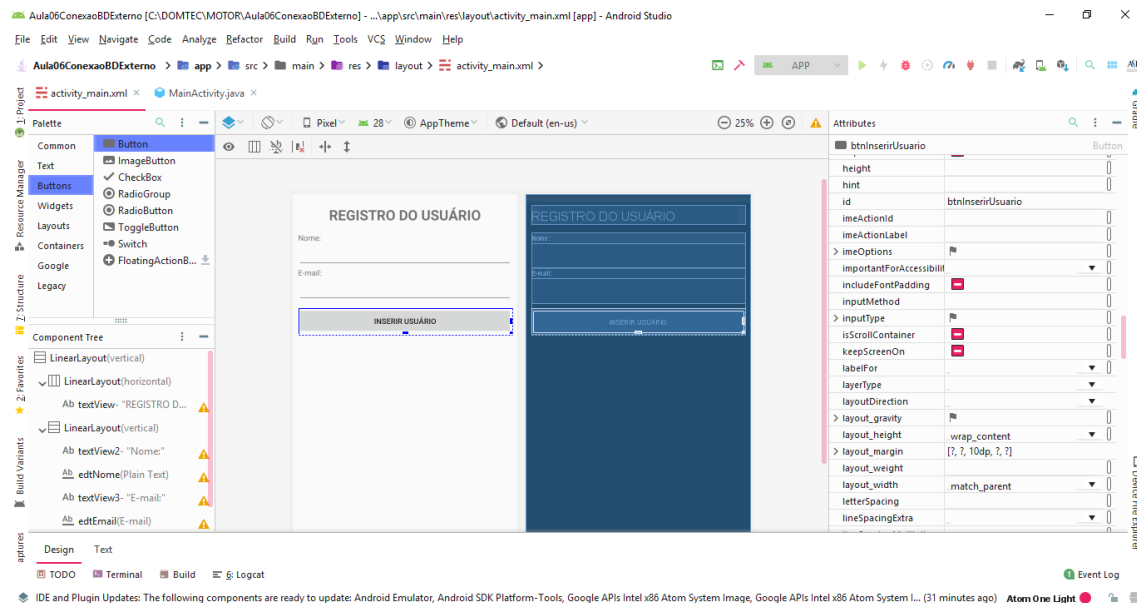 Aula06ConexaoBDExterno [C:\DOMTEC\MOTOR\Aula06ConexaoBDExterno] - ...\app\src\main\res\layout\activity_main.xml [app] - Android Studio
File Edit View Navigate Code Analyze Refactor Build Run Tools VCS Window Help
Aula06ConexaoBDExterno app src main res layout activity_main.xml APP
activity_main.xml MainActivity.java
1: Project
Resource Manager
7: Structure
2: Favorites
Build Variants
aptures
Palette
Common
Text
Buttons
Widgets
Layouts
Containers
Google
Legacy
Button
ImageButton
CheckBox
RadioGroup
RadioButton
ToggleButton
Switch
FloatingActionB...
Component Tree
LinearLayout(vertical)
LinearLayout(horizontal)
Ab textView- "REGISTRO D...
LinearLayout(vertical)
Ab textView2- "Nome:"
Ab edtNome(Plain Text)
Ab textView3- "E-mail:"
Ab edtEmail(E-mail)
Pixel 28 AppTheme Default (en-us) 25%
REGISTRO DO USUÁRIO
Nome:
E-mail:
INSERIR USUÁRIO
REGISTRO DO USUÁRIO
Nome:
E-mail:
INSERIR USUÁRIO
Attributes
btnInserirUsuario Button
height
hint
id btnInserirUsuario
imeActionId
imeActionLabel
imeOptions
importantForAccessibilit
includeFontPadding
inputMethod
inputType
isScrollContainer
keepScreenOn
labelFor
layerType
layoutDirection
layout_gravity
layout_height wrap_content
layout_margin [?, ?, 10dp, ?, ?]
layout_weight
layout_width match_parent
letterSpacing
lineSpacingExtra
Gradle
Device File Explorer
Design Text
TODO Terminal Build 6: Logcat Event Log
IDE and Plugin Updates: The following components are ready to update: Android Emulator, Android SDK Platform-Tools, Google APIs Intel x86 Atom System Image, Google APIs Intel x86 Atom System I... (31 minutes ago) Atom One Light